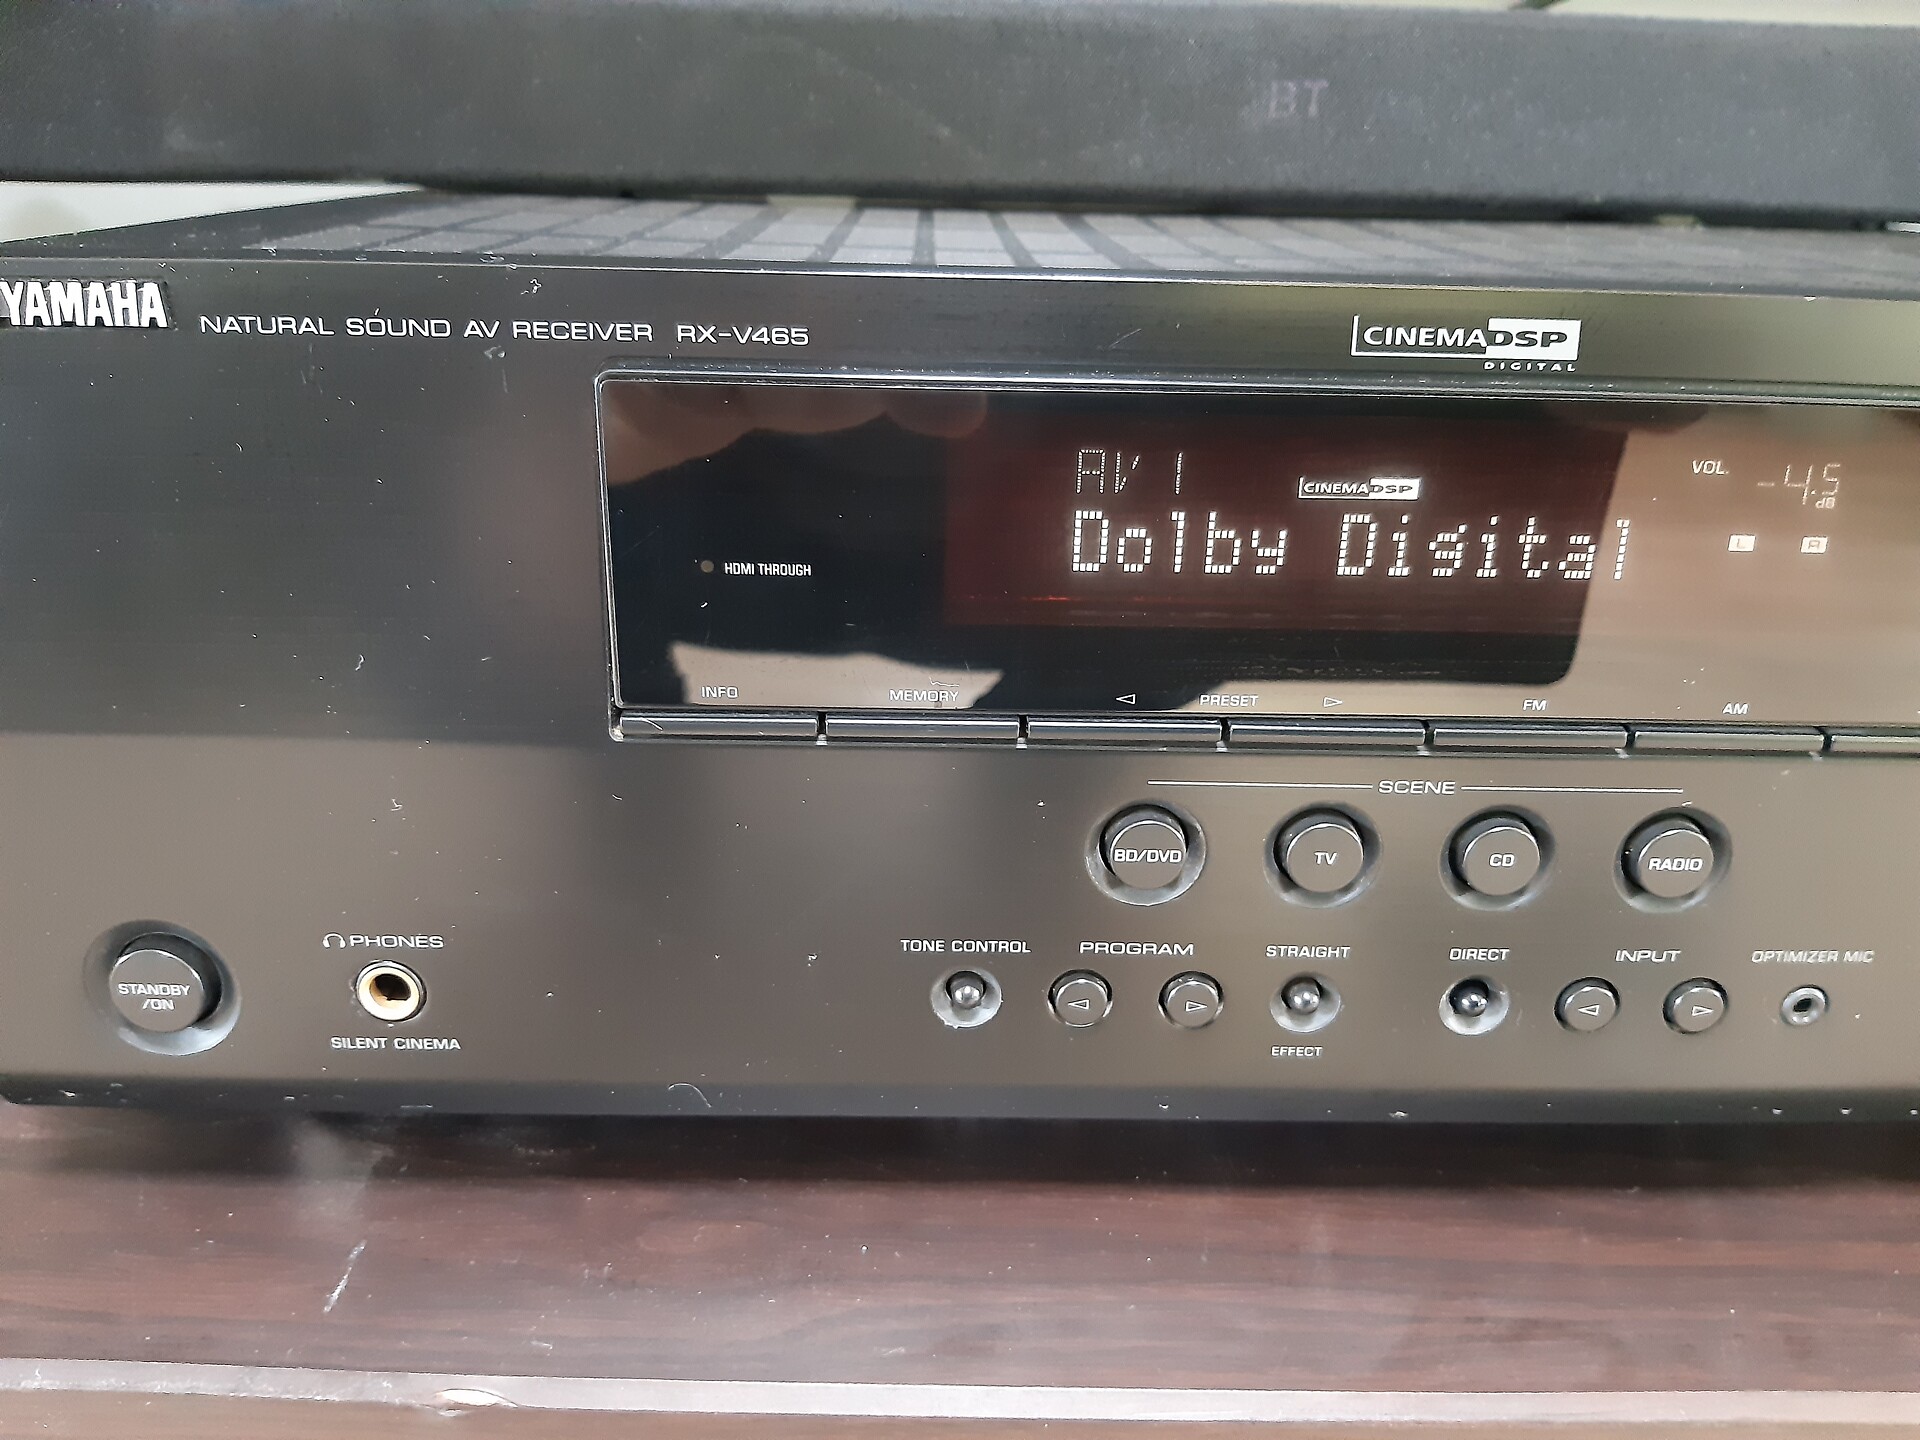 BT
YAMAHA
NATURAL SOUND AV RECEIVER RX-V465
CINEMA DSP
DIGITAL
AV 1
CINEMA DSP
VOL. -4.5
dB
Dolby Digital
L R
HDMI THROUGH
INFO MEMORY ◁ PRESET ▷ FM AM
SCENE
BD/DVD TV CD RADIO
TONE CONTROL PROGRAM STRAIGHT DIRECT INPUT OPTIMIZER MIC
◁ ▷ ◁ ▷
EFFECT
STANDBY
/ON
PHONES
SILENT CINEMA